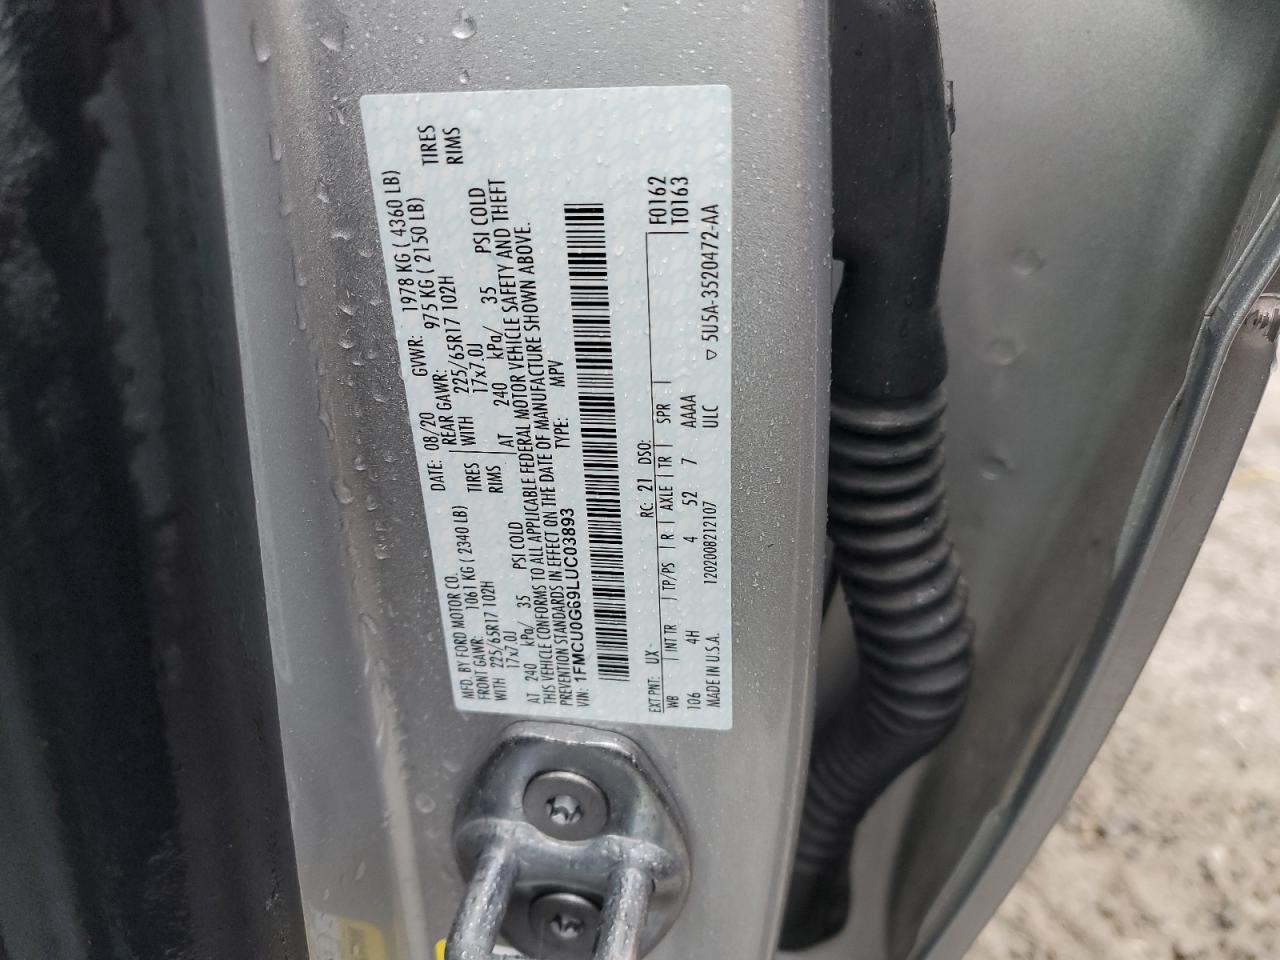 MFD. BY FORD MOTOR CO. DATE: 08/20 GVWR: 1978 KG ( 4360 LB)
FRONT GAWR: 1061 KG ( 2340 LB) REAR GAWR: 975 KG ( 2150 LB)
WITH 225/65R17 102H TIRES WITH 225/65R17 102H TIRES
17x7.0J RIMS 17x7.0J RIMS
AT 240 kPa/ 35 PSI COLD AT 240 kPa/ 35 PSI COLD
THIS VEHICLE CONFORMS TO ALL APPLICABLE FEDERAL MOTOR VEHICLE SAFETY AND THEFT
PREVENTION STANDARDS IN EFFECT ON THE DATE OF MANUFACTURE SHOWN ABOVE.
VIN: 1FMCU0G69LUC03893 TYPE: MPV
EXT PNT: UX RC: 21 DSO: F0162
WB | INT TR | TP/PS | R | AXLE | TR | SPR | T0163
106 4H 4 52 7 AAAA
MADE IN U.S.A. 1202008212107 ULC ▽ 5U5A-3520472-AA